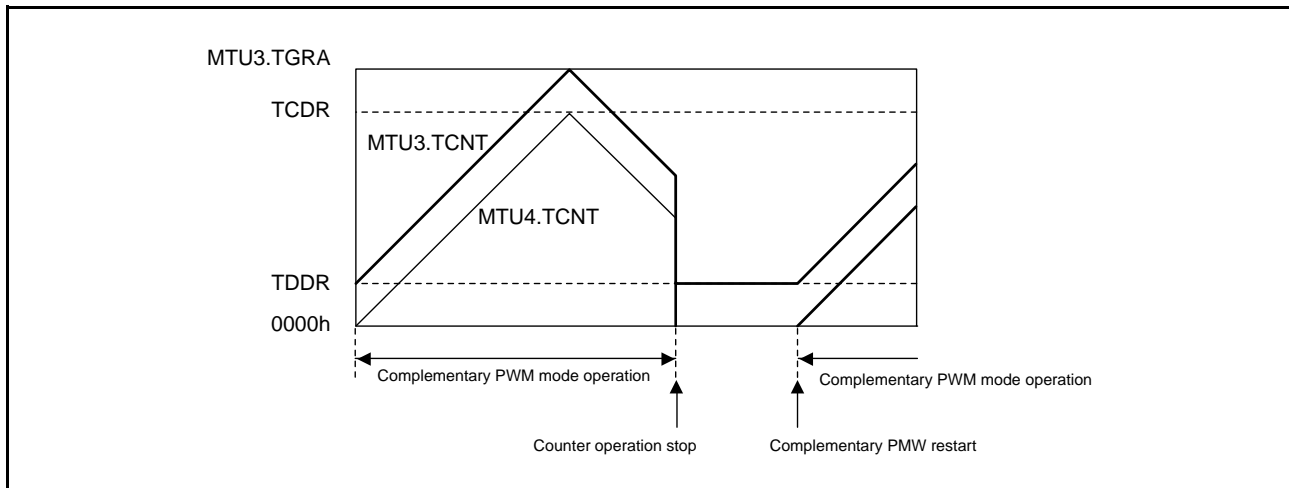 MTU3.TGRA
TCDR
MTU3.TCNT
MTU4.TCNT
TDDR
0000h
Complementary PWM mode operation
Complementary PWM mode operation
Counter operation stop
Complementary PMW restart